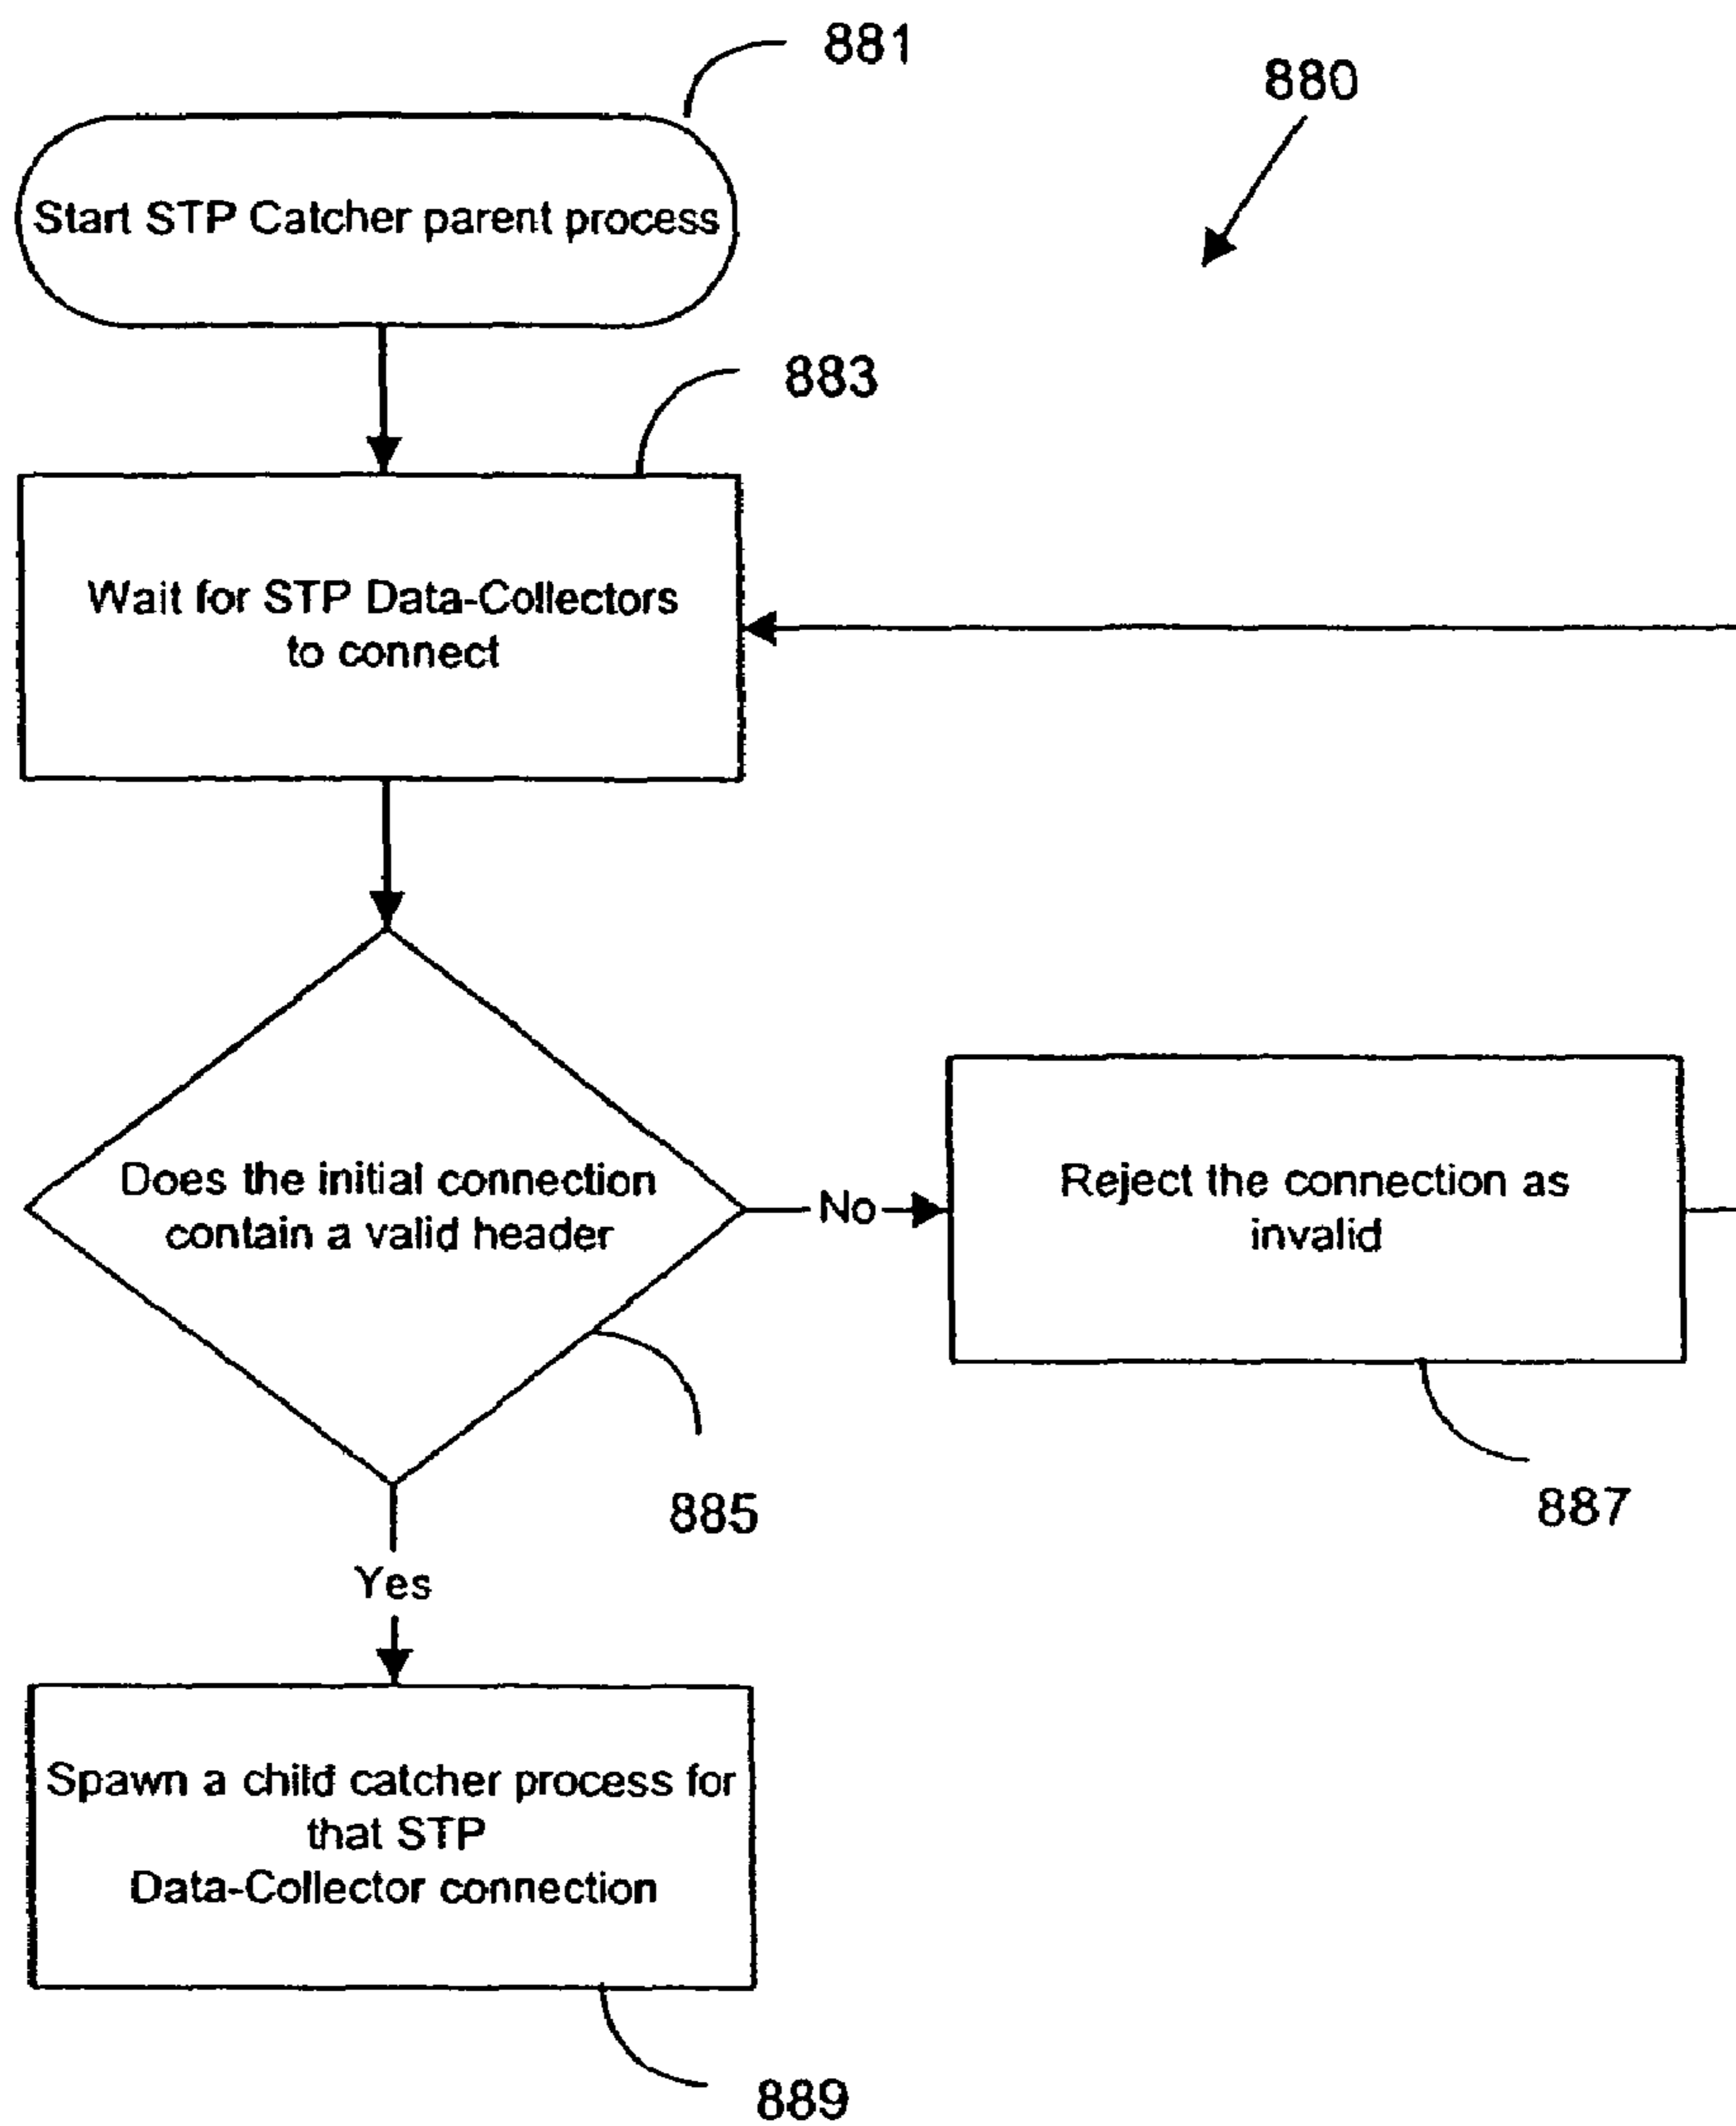 881
880
Start STP Catcher parent process
883
Wait for STP Data-Collectors
to connect
Does the initial connection
contain a valid header
No
Reject the connection as
invalid
885
887
Yes
Spawn a child catcher process for
that STP
Data-Collector connection
889